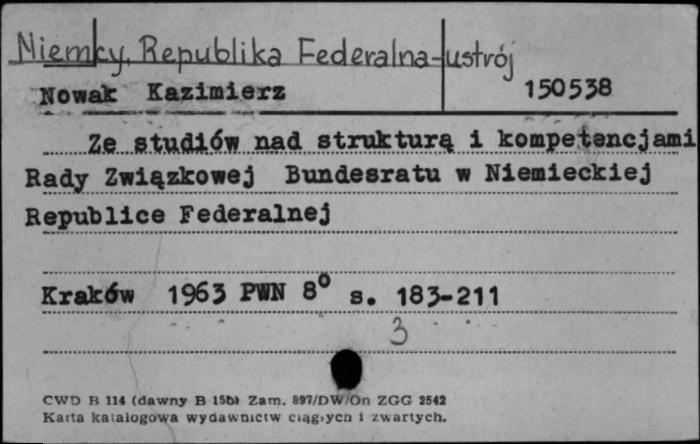 Niemcy, Republika Federalna-ustrój
Nowak Kazimierz 150538
Ze studiów nad strukturą i kompetencjami
Rady Związkowej Bundesratu w Niemieckiej
Republice Federalnej
Kraków 1963 PWN 8° s. 183-211
3
CWD B 114 (dawny B 15b) Zam. 897/DW/On ZGG 2542
Karta katalogowa wydawnictw ciągłych i zwartych.